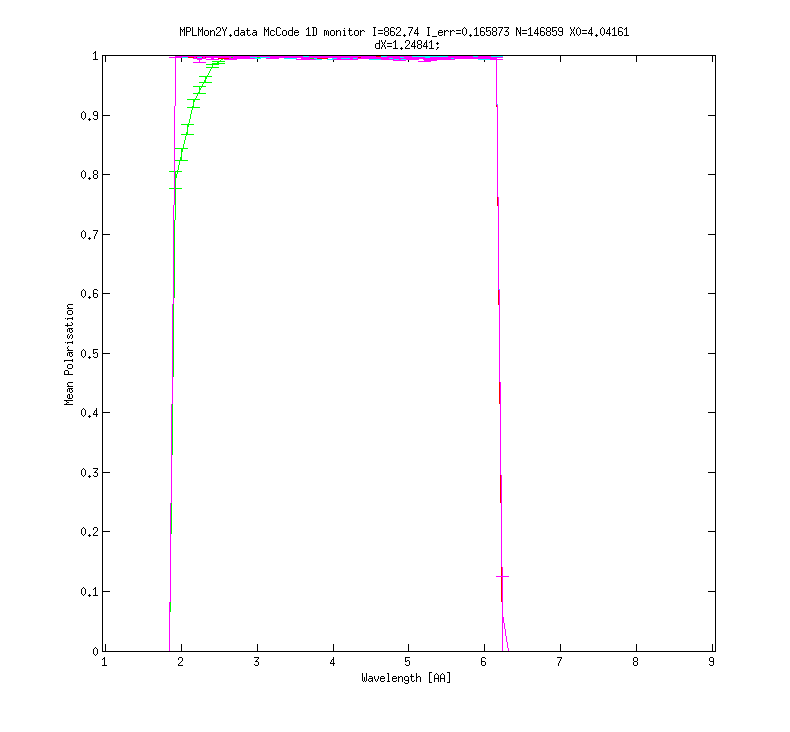 MPLMon2Y.data McCode 1D monitor I=862.74 I_err=0.165873 N=146859 X0=4.04161
dX=1.24841;
1
0.9
0.8
0.7
0.6
0.5
0.4
0.3
0.2
0.1
0
Mean Polarisation
1 2 3 4 5 6 7 8 9
Wavelength [AA]